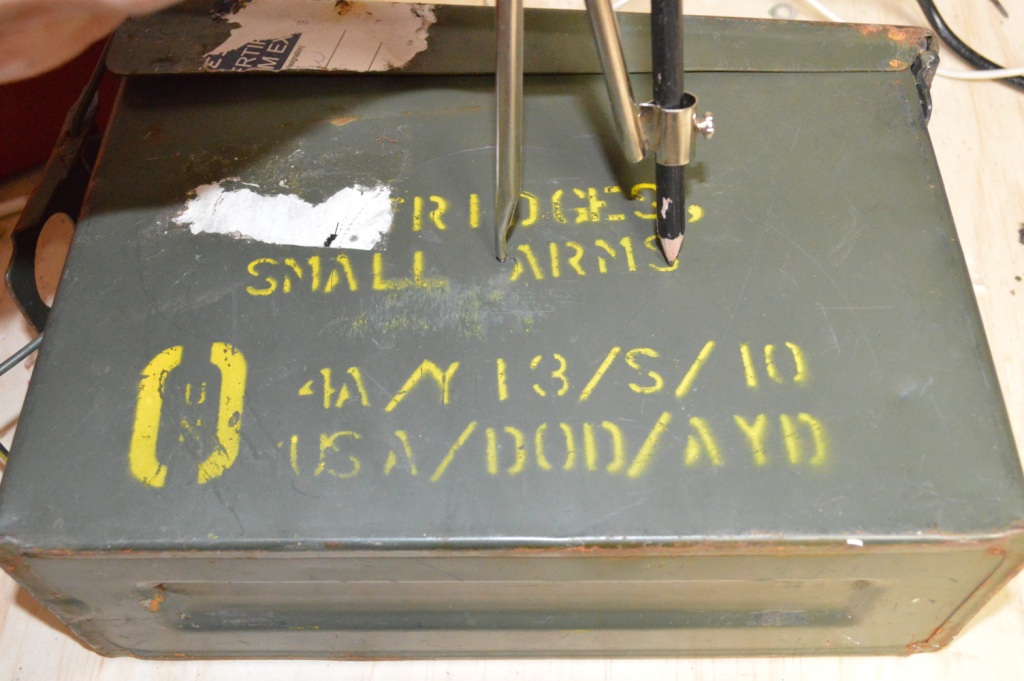 RIDGES,
SMALL ARMS
U
N
4A/Y 13/S/10
USA/DOD/AYD